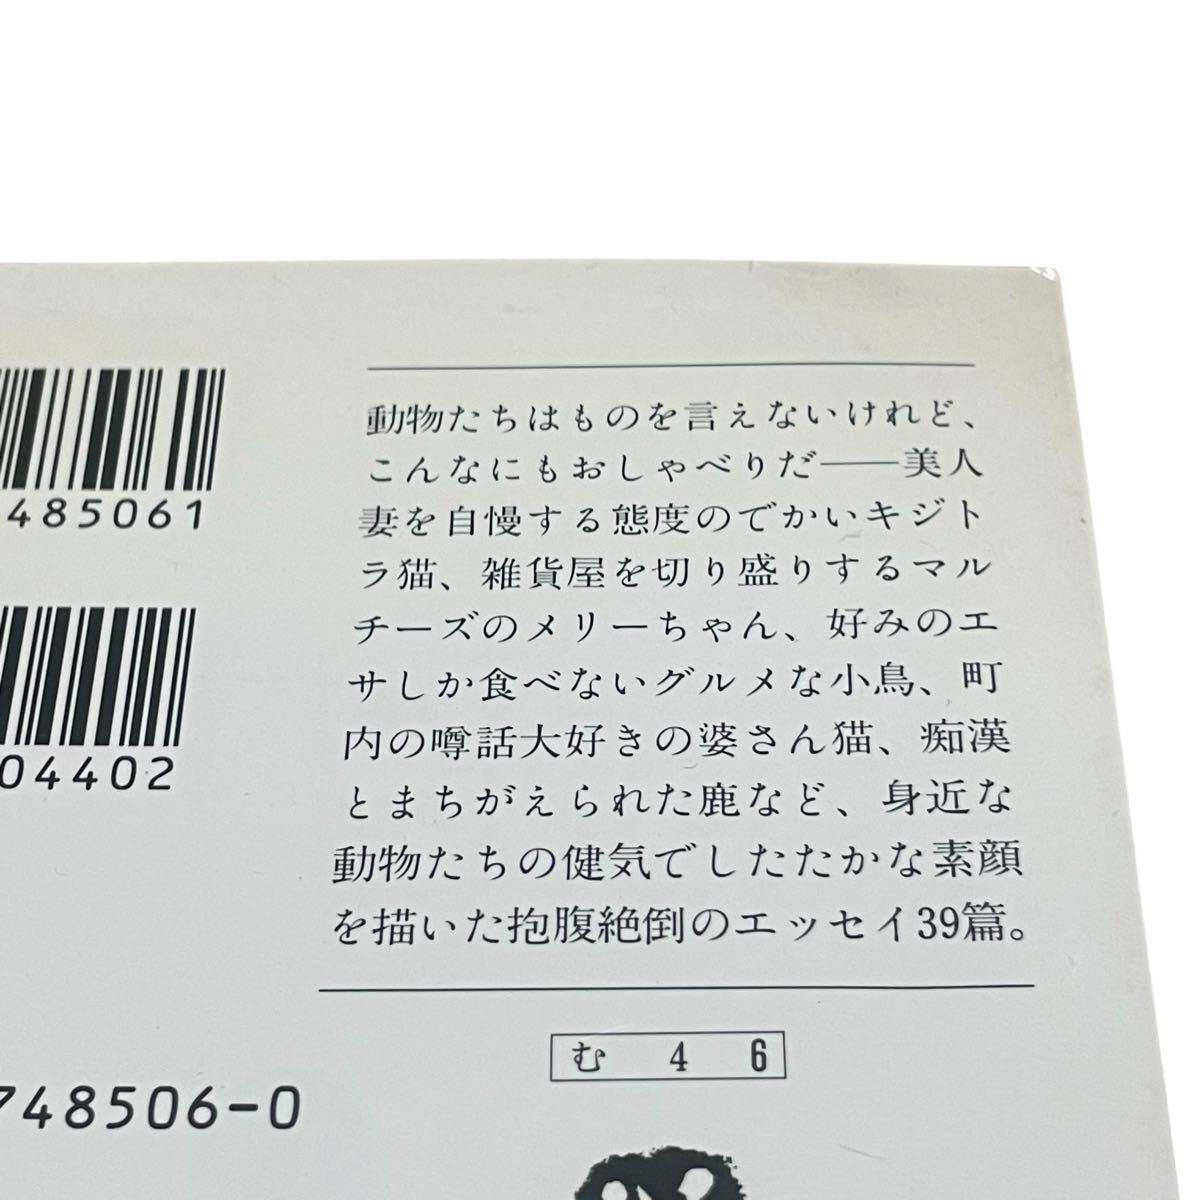 動物たちはものを言えないけれど、
こんなにもおしゃべりだ──美人
妻を自慢する態度のでかいキジト
ラ猫、雑貨屋を切り盛りするマル
チーズのメリーちゃん、好みのエ
サしか食べないグルメな小鳥、町
内の噂話大好きの婆さん猫、痴漢
とまちがえられた鹿など、身近な
動物たちの健気でしたたかな素顔
を描いた抱腹絶倒のエッセイ39篇。
む 4 6
485061
04402
748506-0